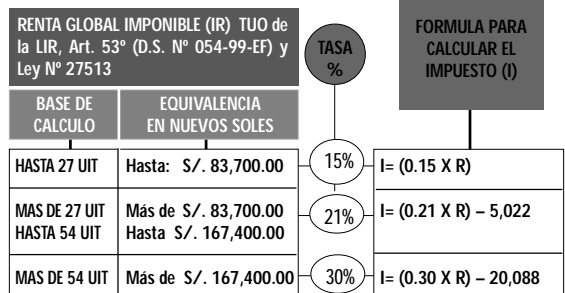 RENTA GLOBAL IMPONIBLE (IR) TUO de
la LIR, Art. 53º (D.S. Nº 054-99-EF) y
Ley Nº 27513
TASA
%
FORMULA PARA
CALCULAR EL
IMPUESTO (I)
BASE DE
CALCULO
EQUIVALENCIA
EN NUEVOS SOLES
HASTA 27 UIT
Hasta: S/. 83,700.00
15%
I= (0.15 X R)
MAS DE 27 UIT
HASTA 54 UIT
Más de S/. 83,700.00
Hasta S/. 167,400.00
21%
I= (0.21 X R) – 5,022
MAS DE 54 UIT
Más de S/. 167,400.00
30%
I= (0.30 X R) – 20,088